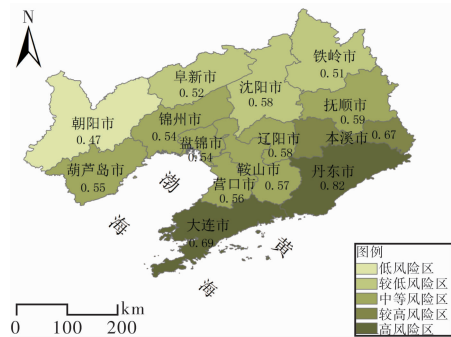 N
铁岭市
0.51
阜新市
0.52
沈阳市
0.58
抚顺市
0.59
朝阳市
0.47
锦州市
0.54
盘锦市
0.54
辽阳市
0.58
本溪市 0.67
葫芦岛市
0.55
鞍山市
0.57
营口市
0.56
丹东市
0.82
大连市
0.69
渤
海
黄
海
图例
低风险区
较低风险区
中等风险区
较高风险区
高风险区
km
0 100 200